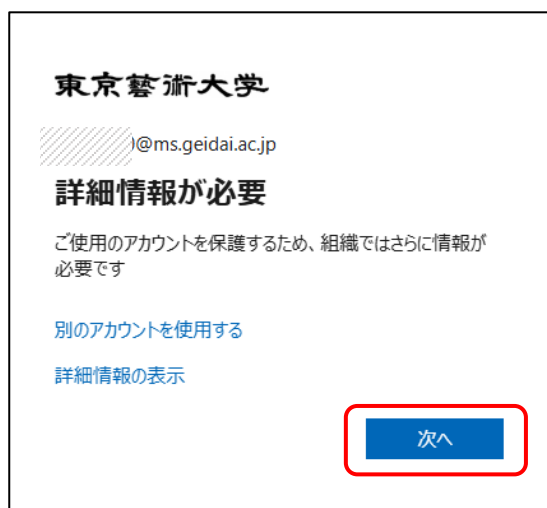 東京藝術大学
@ms.geidai.ac.jp
詳細情報が必要
ご使用のアカウントを保護するため、組織ではさらに情報が
必要です
別のアカウントを使用する
詳細情報の表示
次へ